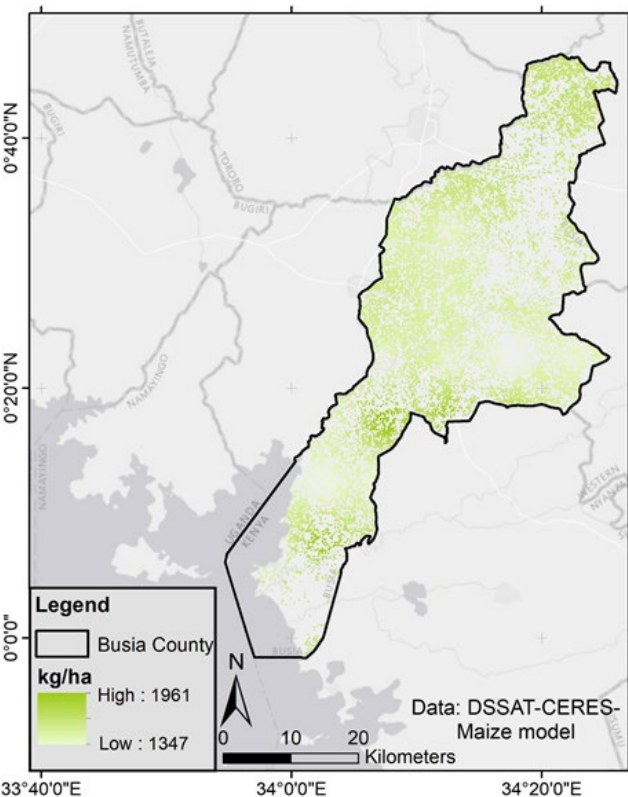 BUTALEJA
NAMUTUMBA
BUGIRI
TORORO
BUGIRI
0°40'0"N
0°20'0"N
0°0'0"
NAMAYINGO
NAMAYINGO
UGANDA
KENYA
WESTERN
BUSIA
Legend
Busia County
kg/ha
High : 1961
Low : 1347
N
0 10 20
Kilometers
Data: DSSAT-CERES-
Maize model
33°40'0"E 34°0'0"E 34°20'0"E